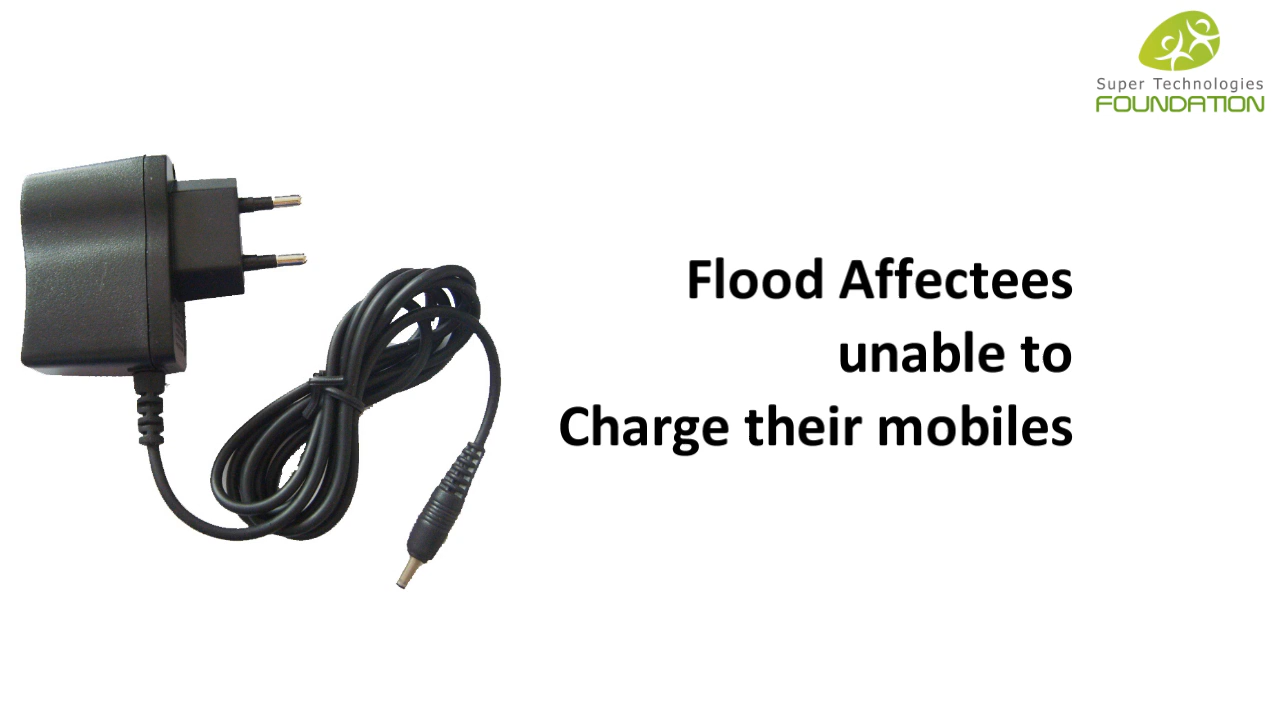 Super Technologies
FOUNDATION
Flood Affectees
unable to
Charge their mobiles